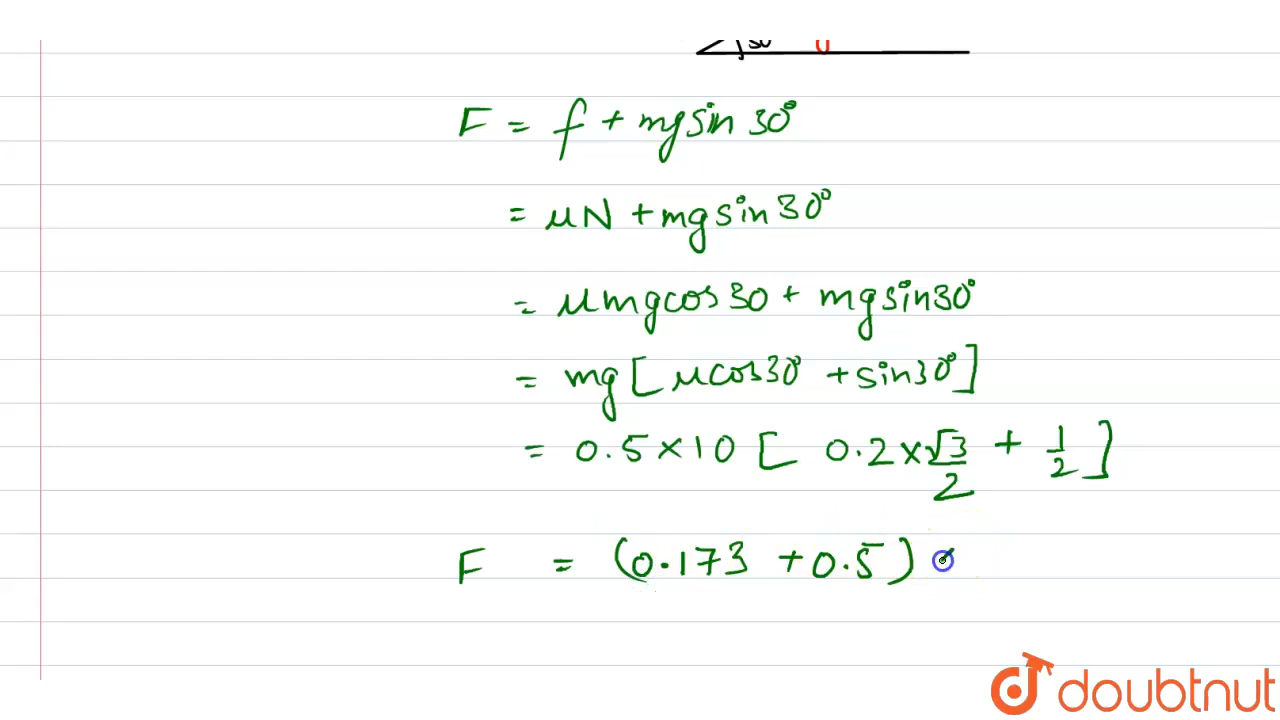 F = f + mg sin 30°
= μN + mg sin 30°
= μmg cos 30 + mg sin 30°
= mg [ μ cos 30° + sin 30° ]
= 0.5 × 10 [ 0.2 × √3/2 + 1/2 ]
F = (0.173 + 0.5)
doubtnut